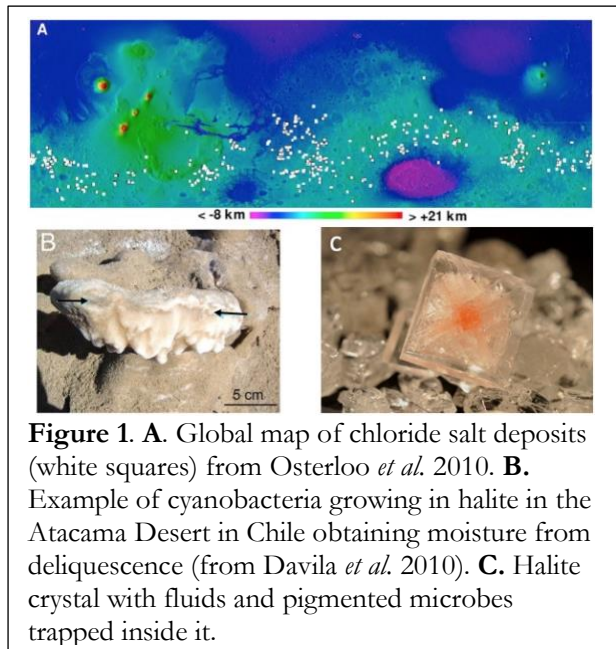 A
< -8 km > +21 km
B
C
5 cm
Figure 1. A. Global map of chloride salt deposits
(white squares) from Osterloo et al. 2010. B.
Example of cyanobacteria growing in halite in the
Atacama Desert in Chile obtaining moisture from
deliquescence (from Davila et al. 2010). C. Halite
crystal with fluids and pigmented microbes
trapped inside it.